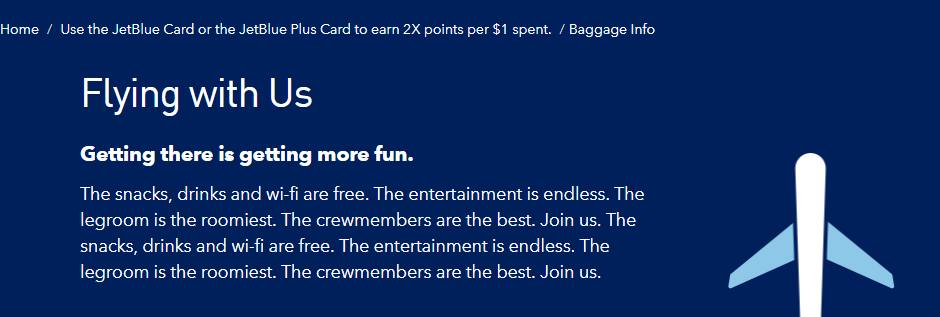 Home / Use the JetBlue Card or the JetBlue Plus Card to earn 2X points per $1 spent. / Baggage Info
Flying with Us
Getting there is getting more fun.
The snacks, drinks and wi-fi are free. The entertainment is endless. The
legroom is the roomiest. The crewmembers are the best. Join us. The
snacks, drinks and wi-fi are free. The entertainment is endless. The
legroom is the roomiest. The crewmembers are the best. Join us.